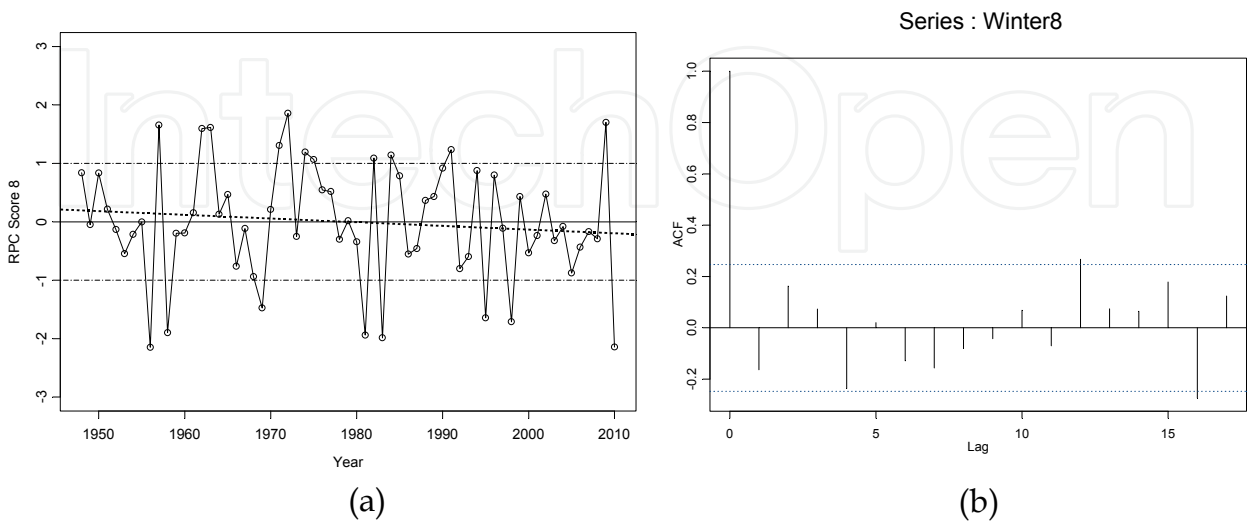 Series : Winter8
IntechOpen
RPC Score 8
3
2
1
0
-1
-2
-3
1950 1960 1970 1980 1990 2000 2010
Year
(a)
ACF
1.0
0.8
0.6
0.4
0.2
0.0
-0.2
0 5 10 15
Lag
(b)